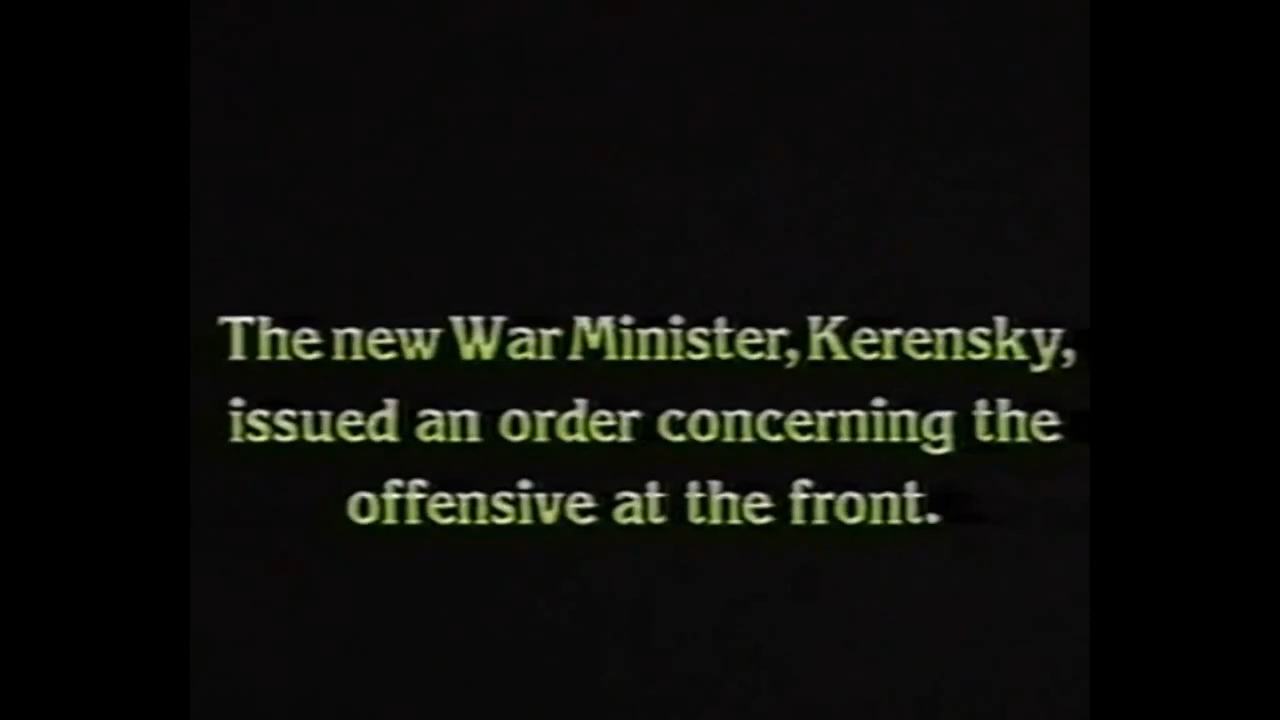 The new War Minister, Kerensky,
issued an order concerning the
offensive at the front.